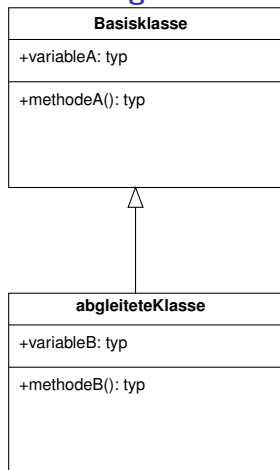 Basisklasse
+variableA: typ
+methodeA(): typ
abgleiteteKlasse
+variableB: typ
+methodeB(): typ